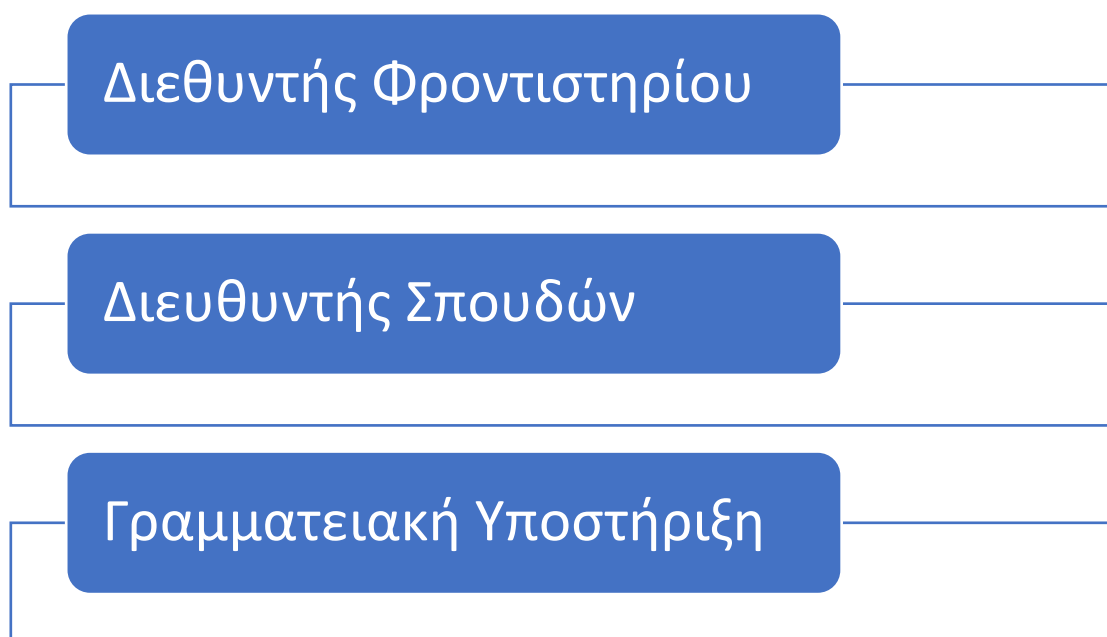 Διεθυντής Φροντιστηρίου
Διευθυντής Σπουδών
Γραμματειακή Υποστήριξη